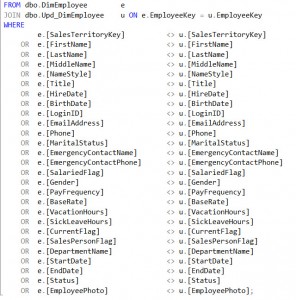 FROM dbo.DimEmployee e
JOIN dbo.Upd_DimEmployee u ON e.EmployeeKey = u.EmployeeKey
WHERE
e.[SalesTerritoryKey] <> u.[SalesTerritoryKey]
OR e.[FirstName] <> u.[FirstName]
OR e.[LastName] <> u.[LastName]
OR e.[MiddleName] <> u.[MiddleName]
OR e.[NameStyle] <> u.[NameStyle]
OR e.[Title] <> u.[Title]
OR e.[HireDate] <> u.[HireDate]
OR e.[BirthDate] <> u.[BirthDate]
OR e.[LoginID] <> u.[LoginID]
OR e.[EmailAddress] <> u.[EmailAddress]
OR e.[Phone] <> u.[Phone]
OR e.[MaritalStatus] <> u.[MaritalStatus]
OR e.[EmergencyContactName] <> u.[EmergencyContactName]
OR e.[EmergencyContactPhone] <> u.[EmergencyContactPhone]
OR e.[SalariedFlag] <> u.[SalariedFlag]
OR e.[Gender] <> u.[Gender]
OR e.[PayFrequency] <> u.[PayFrequency]
OR e.[BaseRate] <> u.[BaseRate]
OR e.[VacationHours] <> u.[VacationHours]
OR e.[SickLeaveHours] <> u.[SickLeaveHours]
OR e.[CurrentFlag] <> u.[CurrentFlag]
OR e.[SalesPersonFlag] <> u.[SalesPersonFlag]
OR e.[DepartmentName] <> u.[DepartmentName]
OR e.[StartDate] <> u.[StartDate]
OR e.[EndDate] <> u.[EndDate]
OR e.[Status] <> u.[Status]
OR e.[EmployeePhoto] <> u.[EmployeePhoto];